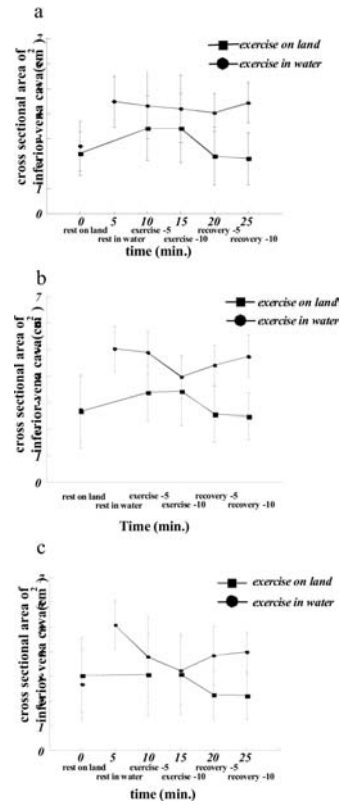 a
exercise on land
exercise in water
cross sectional area of
inferior vena cava(cm²)
0
0 5 10 15 20 25
rest on land exercise -5 recovery -5
rest in water exercise -10 recovery -10
time (min.)
b
7
exercise on land
exercise in water
cross sectional area of
inferior vena cava(cm²)
1
0
rest on land exercise -5 recovery -5
rest in water exercise -10 recovery -10
Time (min.)
c
exercise on land
exercise in water
cross sectional area of
inferior vena cava(cm²)
0
0 5 10 15 20 25
rest on land exercise -5 recovery -5
rest in water exercise -10 recovery -10
time (min.)